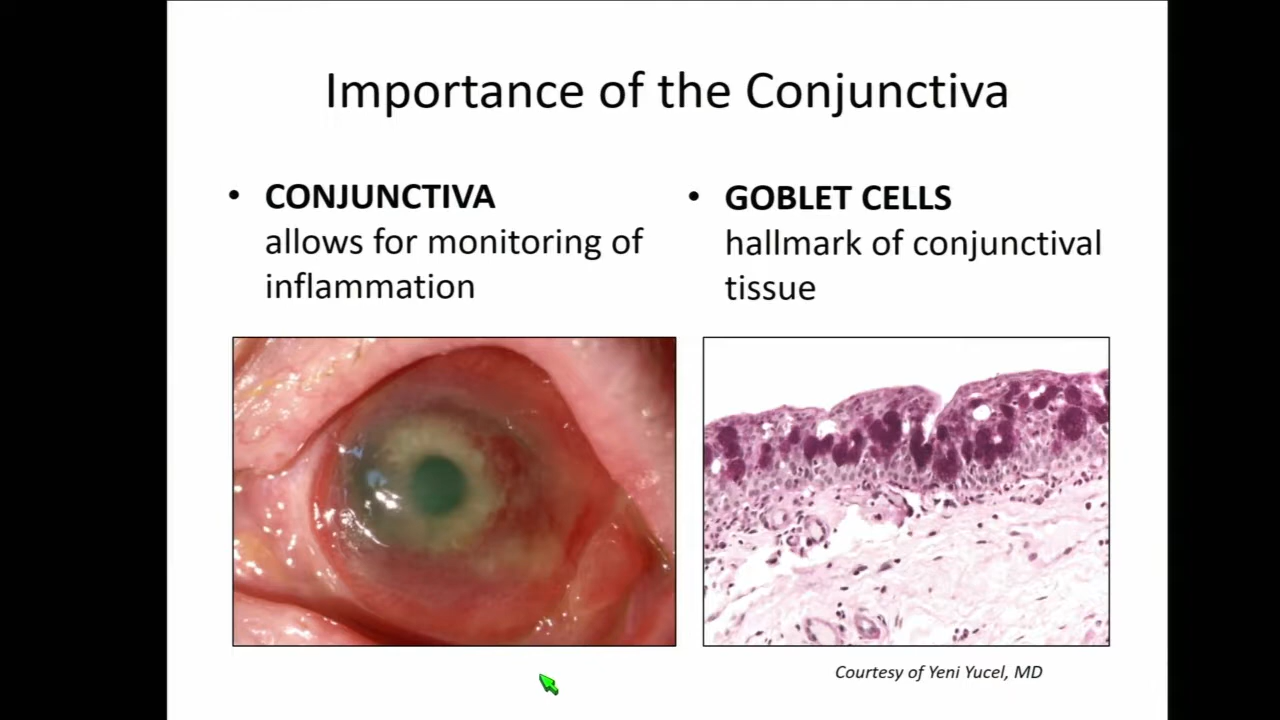 Importance of the Conjunctiva
• CONJUNCTIVA
allows for monitoring of
inflammation
• GOBLET CELLS
hallmark of conjunctival
tissue
Courtesy of Yeni Yucel, MD